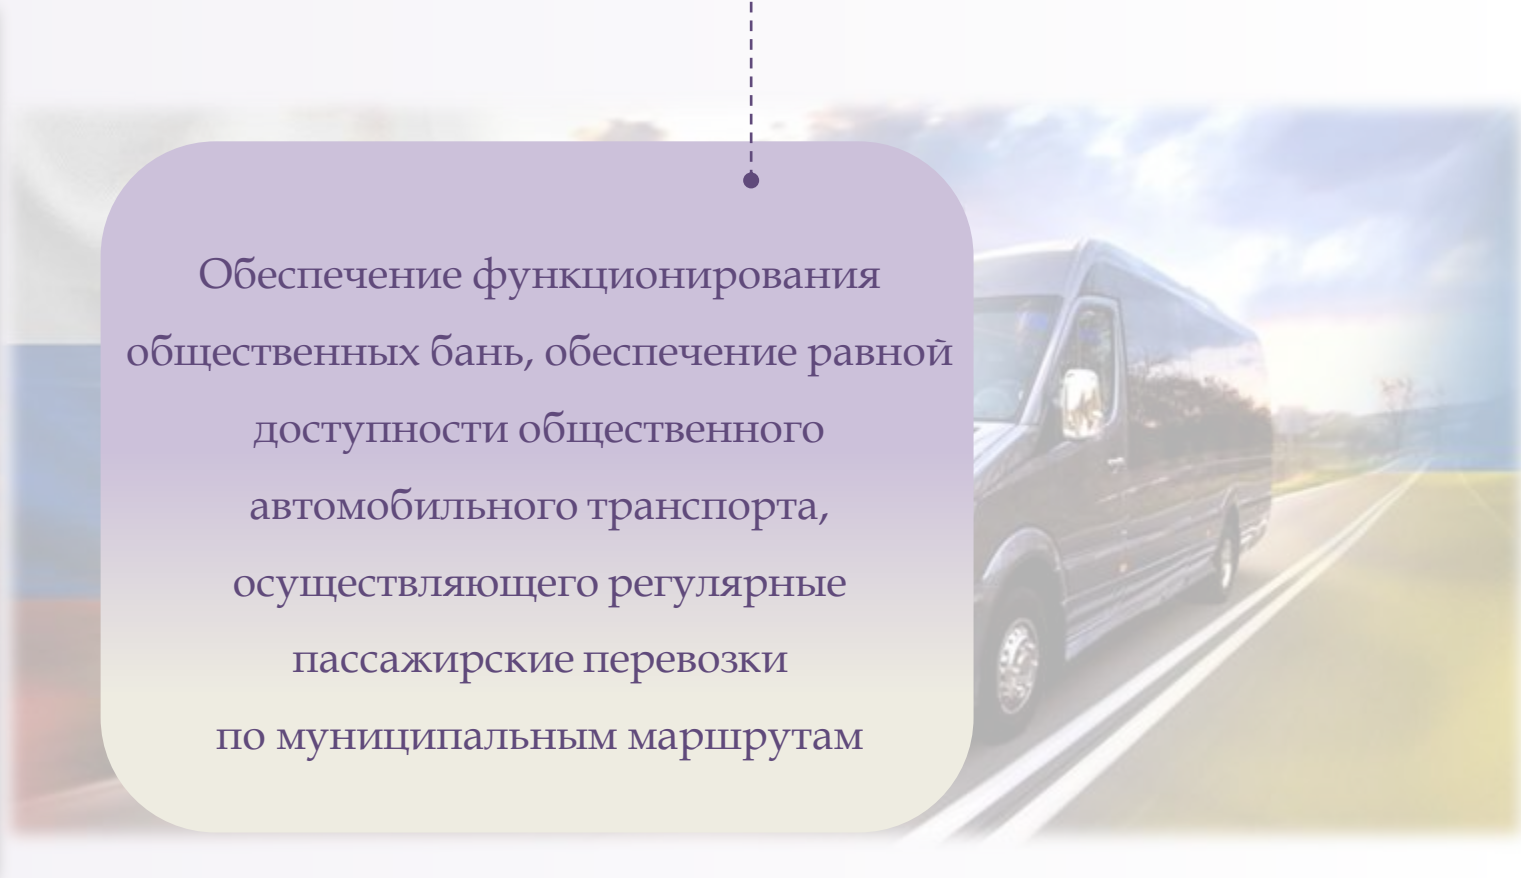 Обеспечение функционирования
общественных бань, обеспечение равной
доступности общественного
автомобильного транспорта,
осуществляющего регулярные
пассажирские перевозки
по муниципальным маршрутам